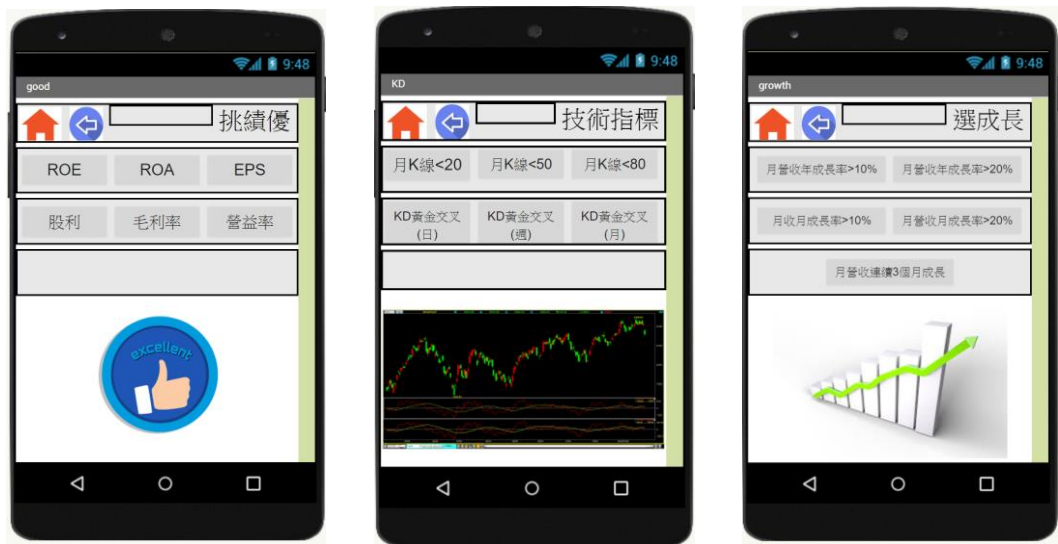 9:48
good
挑績優
ROE ROA EPS
股利 毛利率 營益率
excellent
9:48
KD
技術指標
月K線<20 月K線<50 月K線<80
KD黃金交叉(日) KD黃金交叉(週) KD黃金交叉(月)
9:48
growth
選成長
月營收年成長率>10% 月營收年成長率>20%
月收月成長率>10% 月營收月成長率>20%
月營收連續3個月成長